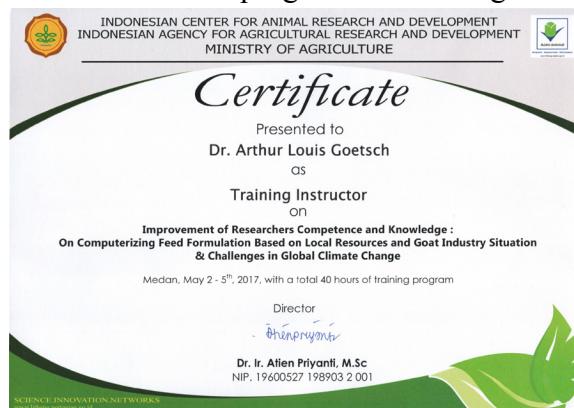 INDONESIAN CENTER FOR ANIMAL RESEARCH AND DEVELOPMENT
INDONESIAN AGENCY FOR AGRICULTURAL RESEARCH AND DEVELOPMENT
MINISTRY OF AGRICULTURE
Certificate
Presented to
Dr. Arthur Louis Goetsch
as
Training Instructor
on
Improvement of Researchers Competence and Knowledge :
On Computerizing Feed Formulation Based on Local Resources and Goat Industry Situation
& Challenges in Global Climate Change
Medan, May 2 - 5th, 2017, with a total 40 hours of training program
Director
Dr. Ir. Atien Priyanti, M.Sc
NIP. 19600527 198903 2 001
SCIENCE.INNOVATION.NETWORKS